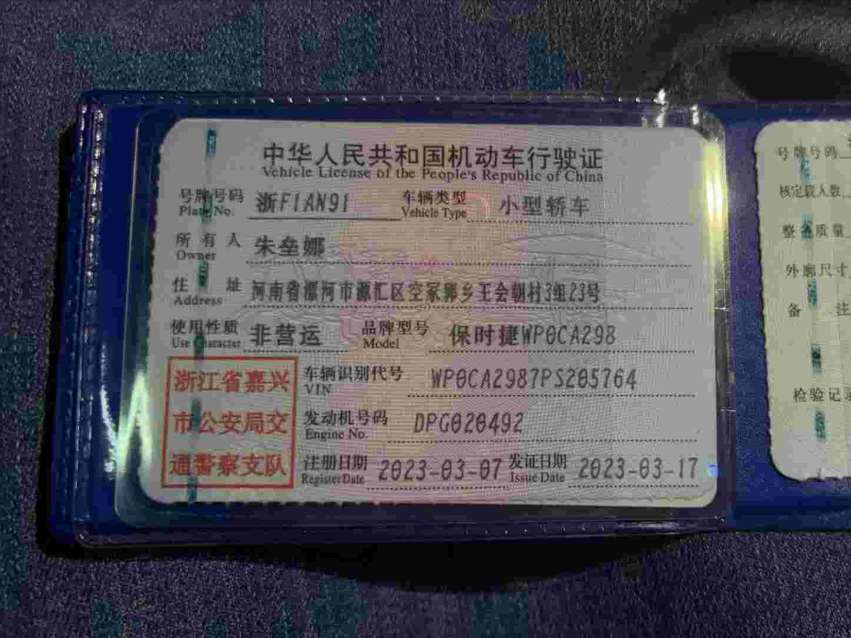 中华人民共和国机动车行驶证
Vehicle License of the People's Republic of China
号牌号码 浙F1AN91 车辆类型 小型轿车
Plate No. Vehicle Type
所有人 朱垒娜
Owner
住址 河南省漯河市源汇区空冢郭乡王会朝村3组23号
Address
使用性质 非营运 品牌型号 保时捷WP0CA298
Use Character Model
浙江省嘉兴
市公安局交
通警察支队
车辆识别代号 WP0CA2987PS205764
VIN
发动机号码 DPG020492
Engine No.
注册日期 2023-03-07 发证日期 2023-03-17
Register Date Issue Date
号牌号码
核定载人数
整备质量
外廓尺寸
备注
检验记录